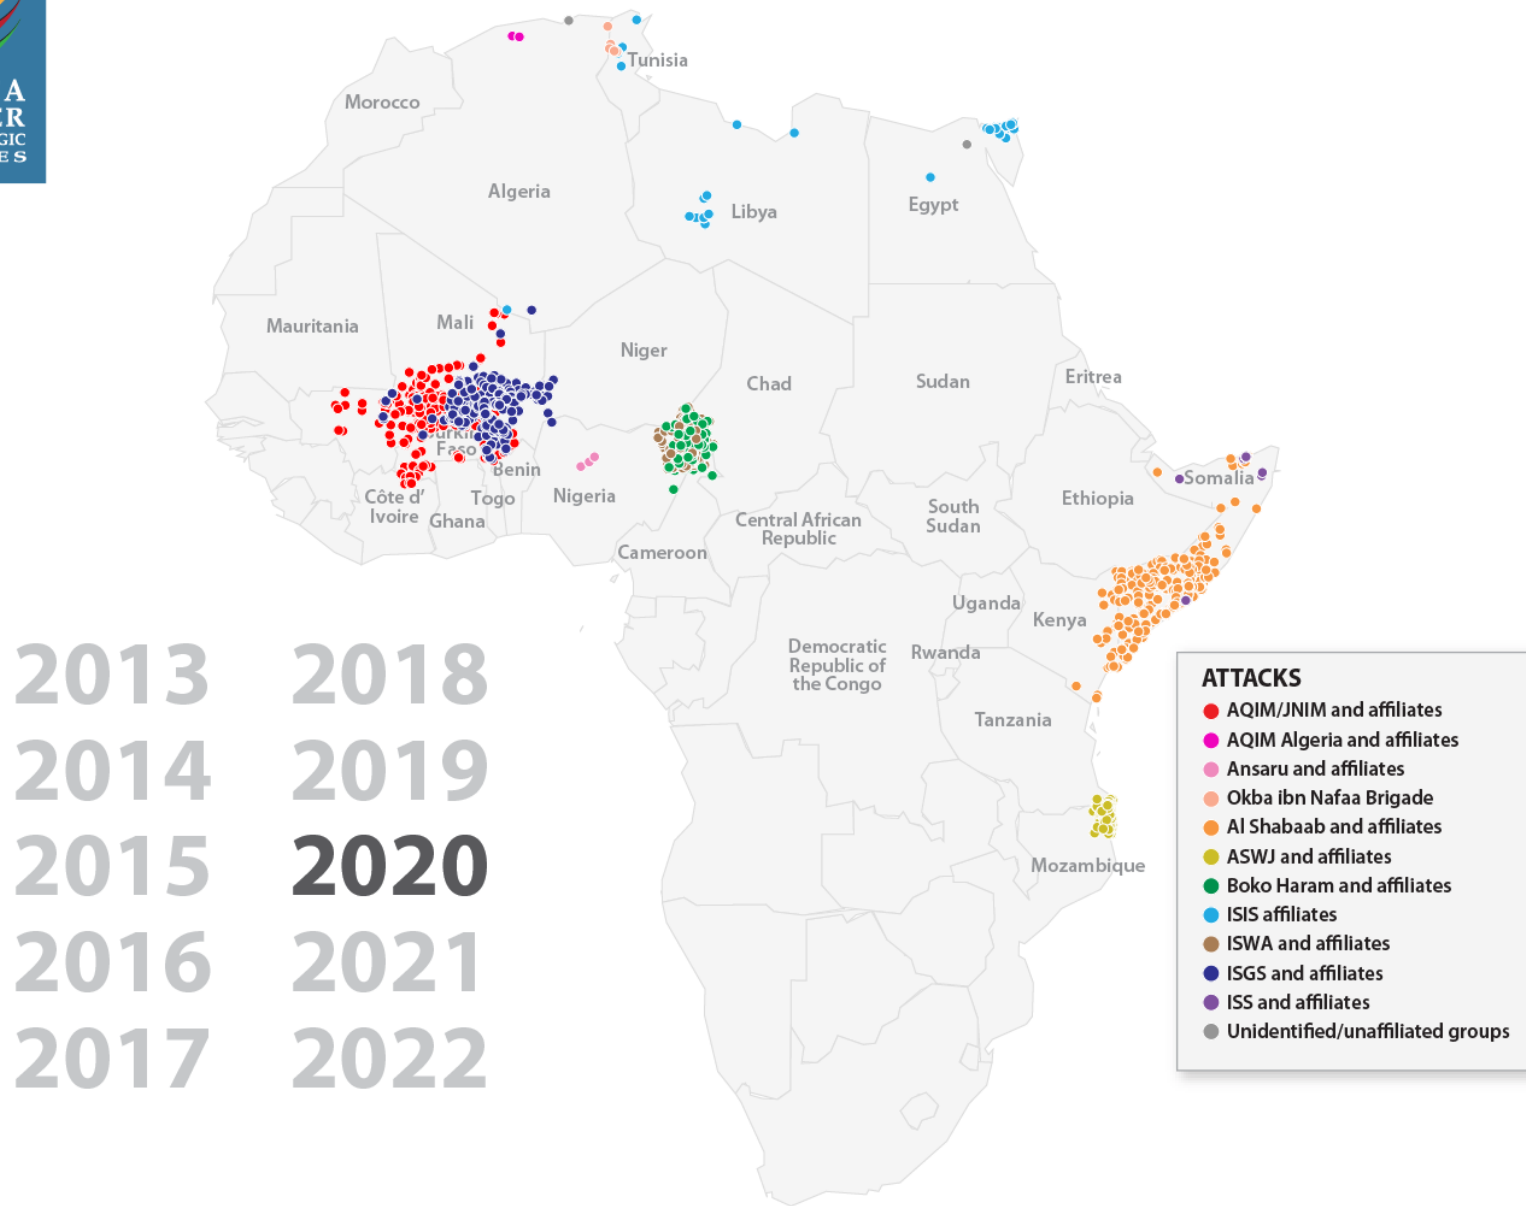 A
ER
GIC
ES
Tunisia
Morocco
Algeria
Libya
Egypt
Mauritania
Mali
Niger
Chad
Sudan
Eritrea
Faso
Benin
Nigeria
Togo
Côte d'
Ivoire
Ghana
Cameroon
Central African
Republic
South
Sudan
Ethiopia
Somalia
Uganda
Kenya
Rwanda
Democratic
Republic of
the Congo
Tanzania
Mozambique
2013 2018
2014 2019
2015 2020
2016 2021
2017 2022
ATTACKS
AQIM/JNIM and affiliates
AQIM Algeria and affiliates
Ansaru and affiliates
Okba ibn Nafaa Brigade
Al Shabaab and affiliates
ASWJ and affiliates
Boko Haram and affiliates
ISIS affiliates
ISWA and affiliates
ISGS and affiliates
ISS and affiliates
Unidentified/unaffiliated groups